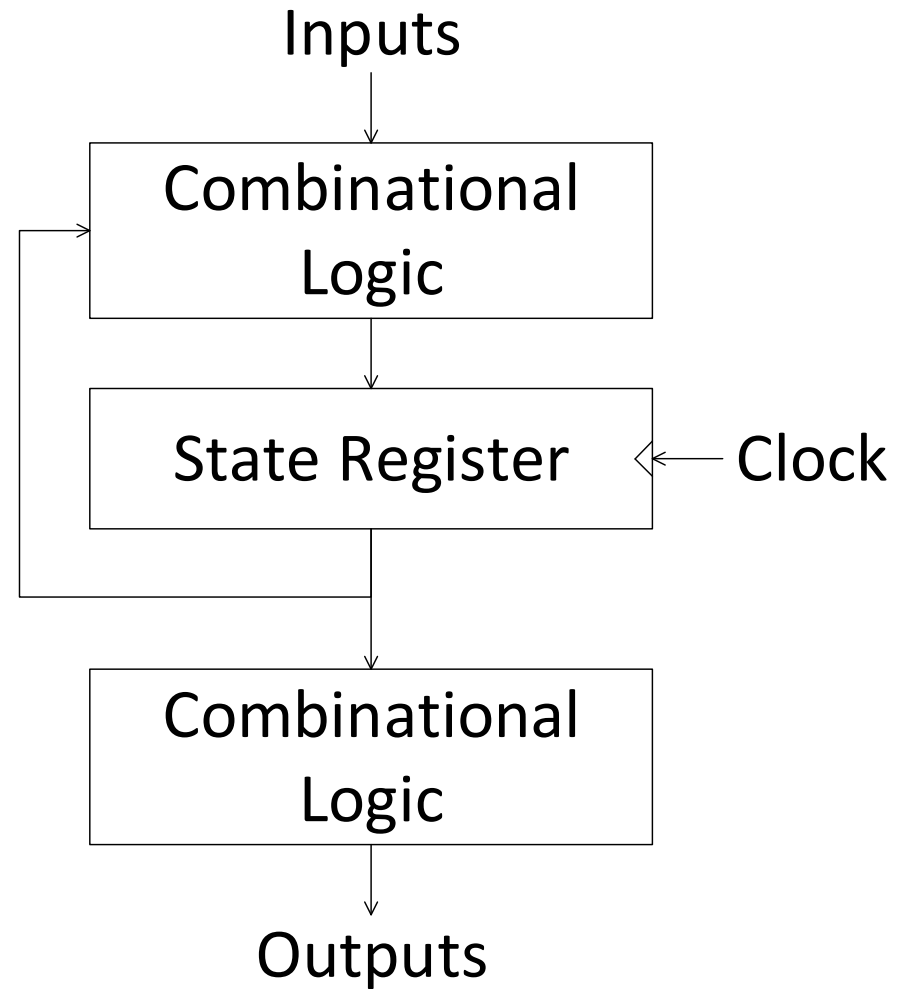 Inputs
Combinational
Logic
State Register
Clock
Combinational
Logic
Outputs